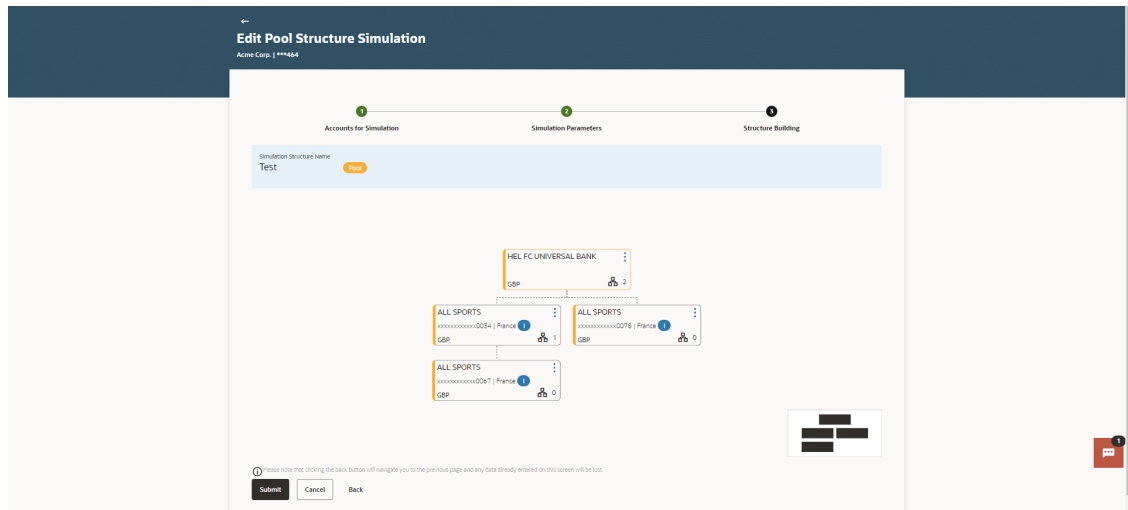 Edit Pool Structure Simulation
Acme Corp. | ***464
1
2
3
Accounts for Simulation
Simulation Parameters
Structure Building
Simulation Structure Name
Test
Pool
HEL FC UNIVERSAL BANK
GBP
2
ALL SPORTS
xxxxxxxxxxxx0034 | France I
GBP
1
ALL SPORTS
xxxxxxxxxxxx0078 | France I
GBP
0
ALL SPORTS
xxxxxxxxxxxx0067 | France I
GBP
0
1
Please note that clicking the back button will navigate you to the previous page and any data already entered on this screen will be lost.
Submit
Cancel
Back